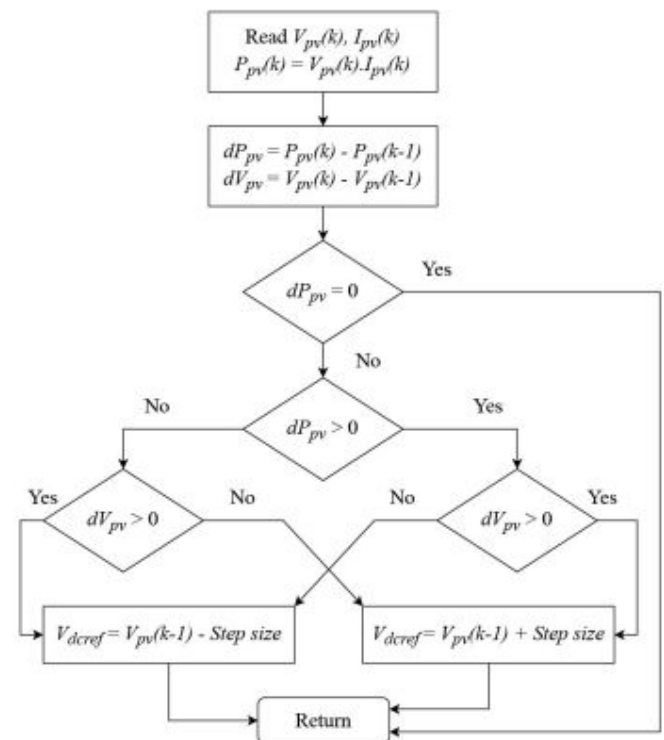 Read V_pv(k), I_pv(k)
P_pv(k) = V_pv(k).I_pv(k)
dP_pv = P_pv(k) - P_pv(k-1)
dV_pv = V_pv(k) - V_pv(k-1)
Yes
dP_pv = 0
No
No
Yes
dP_pv > 0
Yes
No
No
Yes
dV_pv > 0
dV_pv > 0
V_dcref = V_pv(k-1) - Step size
V_dcref = V_pv(k-1) + Step size
Return